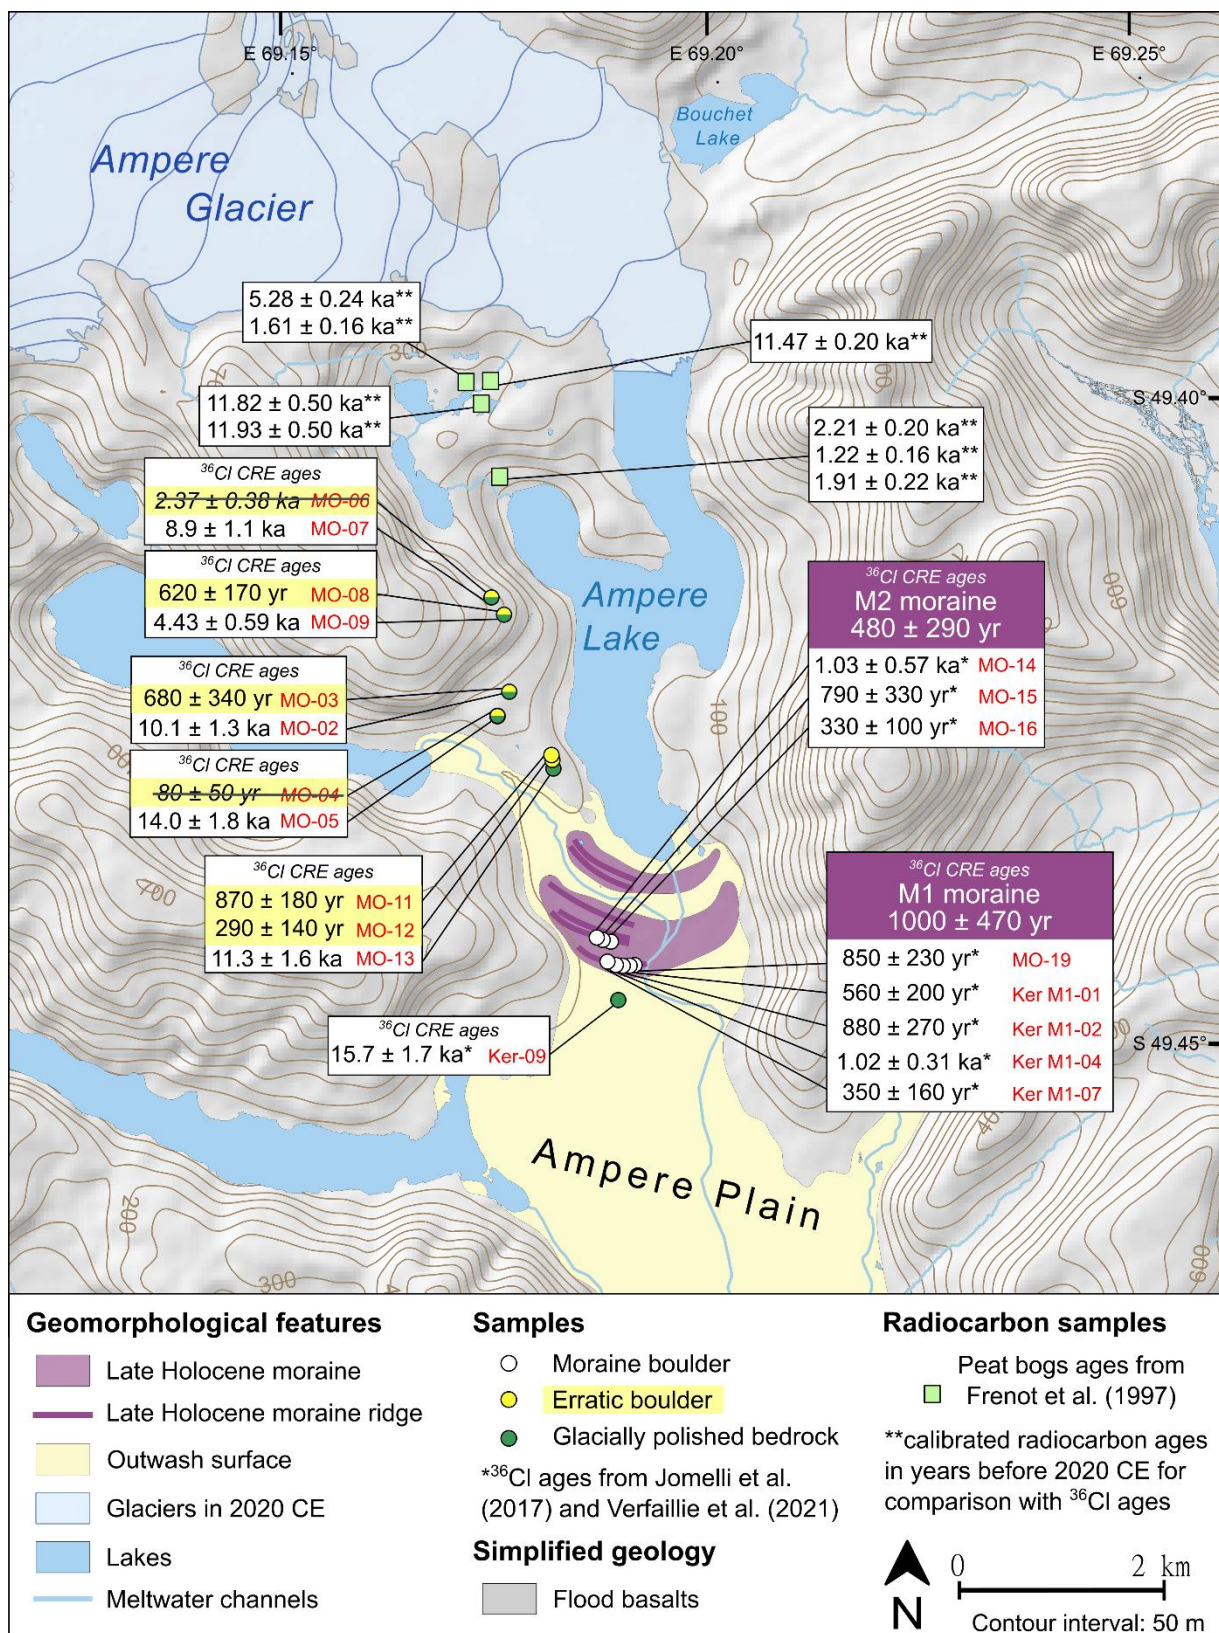 E 69.15°
E 69.20°
E 69.25°
Bouchet
Lake
Ampere
Glacier
5.28 ± 0.24 ka**
1.61 ± 0.16 ka**
300
11.47 ± 0.20 ka**
S 49.40°
11.82 ± 0.50 ka**
11.93 ± 0.50 ka**
2.21 ± 0.20 ka**
1.22 ± 0.16 ka**
1.91 ± 0.22 ka**
36Cl CRE ages
2.37 ± 0.38 ka MO-06
8.9 ± 1.1 ka MO-07
36Cl CRE ages
620 ± 170 yr MO-08
4.43 ± 0.59 ka MO-09
Ampere
Lake
600
36Cl CRE ages
M2 moraine
480 ± 290 yr
1.03 ± 0.57 ka* MO-14
790 ± 330 yr* MO-15
330 ± 100 yr* MO-16
36Cl CRE ages
680 ± 340 yr MO-03
10.1 ± 1.3 ka MO-02
100
36Cl CRE ages
80 ± 50 yr MO-04
14.0 ± 1.8 ka MO-05
36Cl CRE ages
870 ± 180 yr MO-11
290 ± 140 yr MO-12
11.3 ± 1.6 ka MO-13
700
36Cl CRE ages
M1 moraine
1000 ± 470 yr
850 ± 230 yr* MO-19
560 ± 200 yr* Ker M1-01
880 ± 270 yr* Ker M1-02
1.02 ± 0.31 ka* Ker M1-04
350 ± 160 yr* Ker M1-07
36Cl CRE ages
15.7 ± 1.7 ka* Ker-09
S 49.45°
Ampere Plain
200
300
600
Geomorphological features
Late Holocene moraine
Late Holocene moraine ridge
Outwash surface
Glaciers in 2020 CE
Lakes
Meltwater channels
Samples
Moraine boulder
Erratic boulder
Glacially polished bedrock
*36Cl ages from Jomelli et al.
(2017) and Verfaillie et al. (2021)
Simplified geology
Flood basalts
Radiocarbon samples
Peat bogs ages from
Frenot et al. (1997)
**calibrated radiocarbon ages
in years before 2020 CE for
comparison with 36Cl ages
N
0 2 km
Contour interval: 50 m